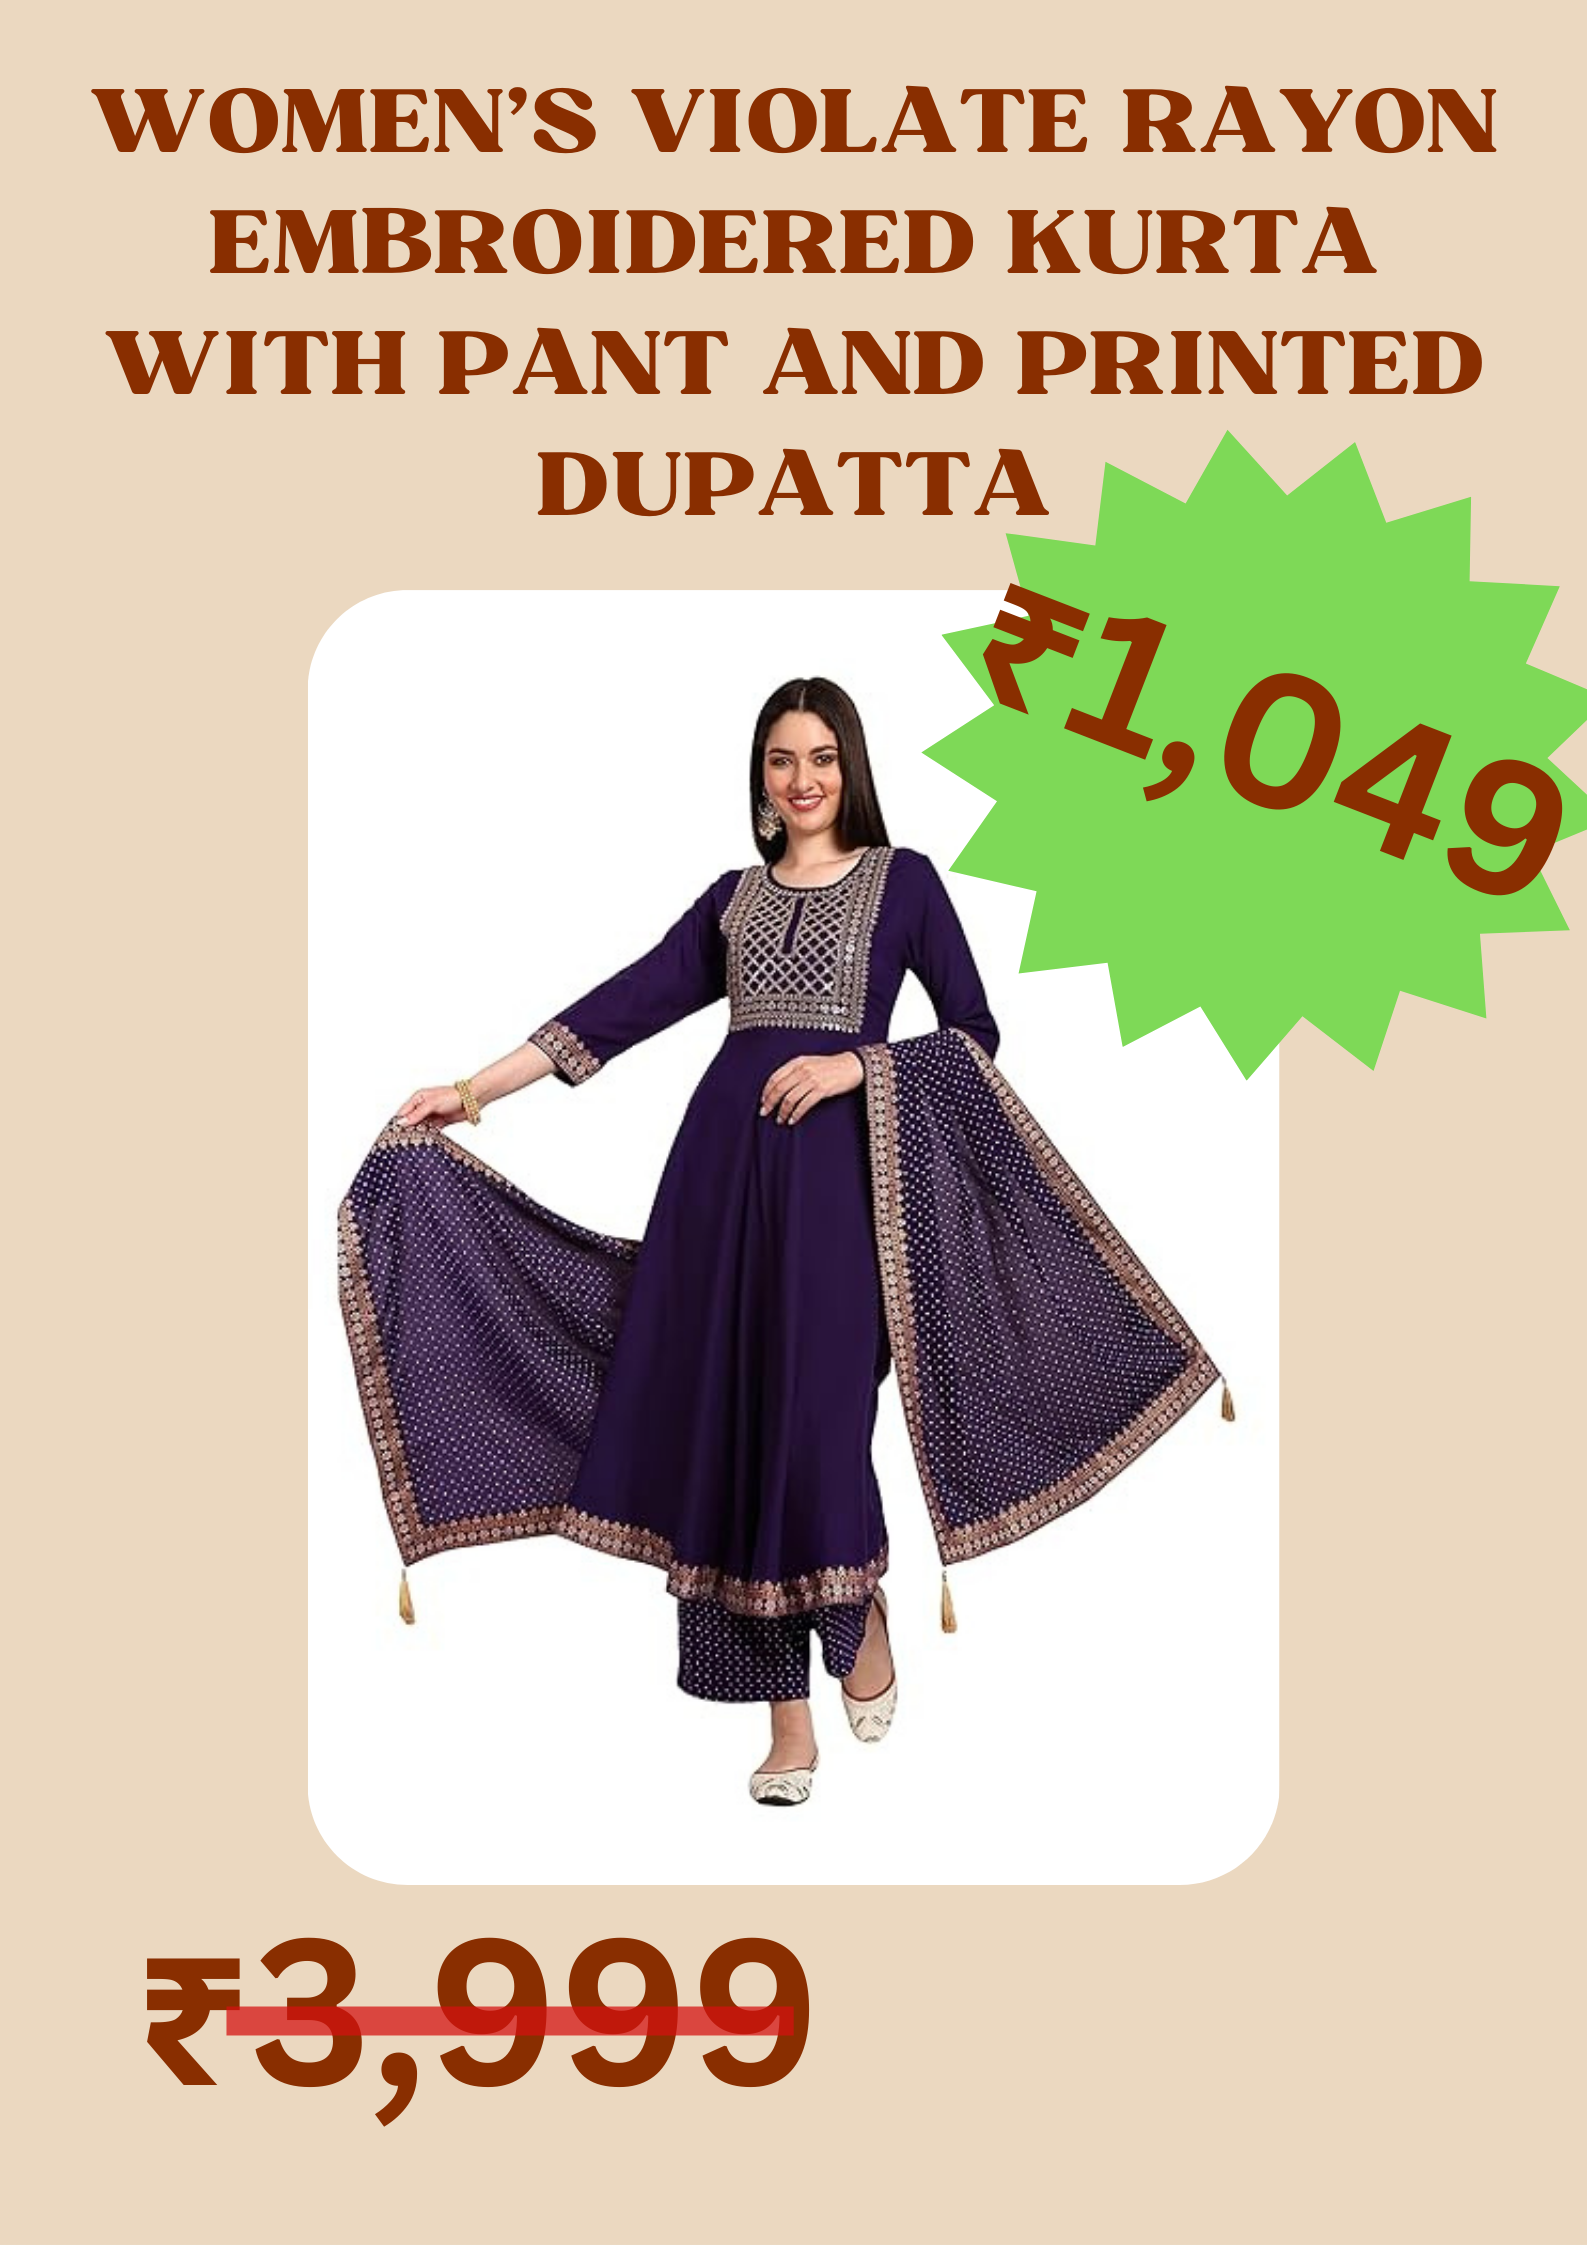 WOMEN’S VIOLATE RAYON
EMBROIDERED KURTA
WITH PANT AND PRINTED
DUPATTA
₹1,049
₹3,999